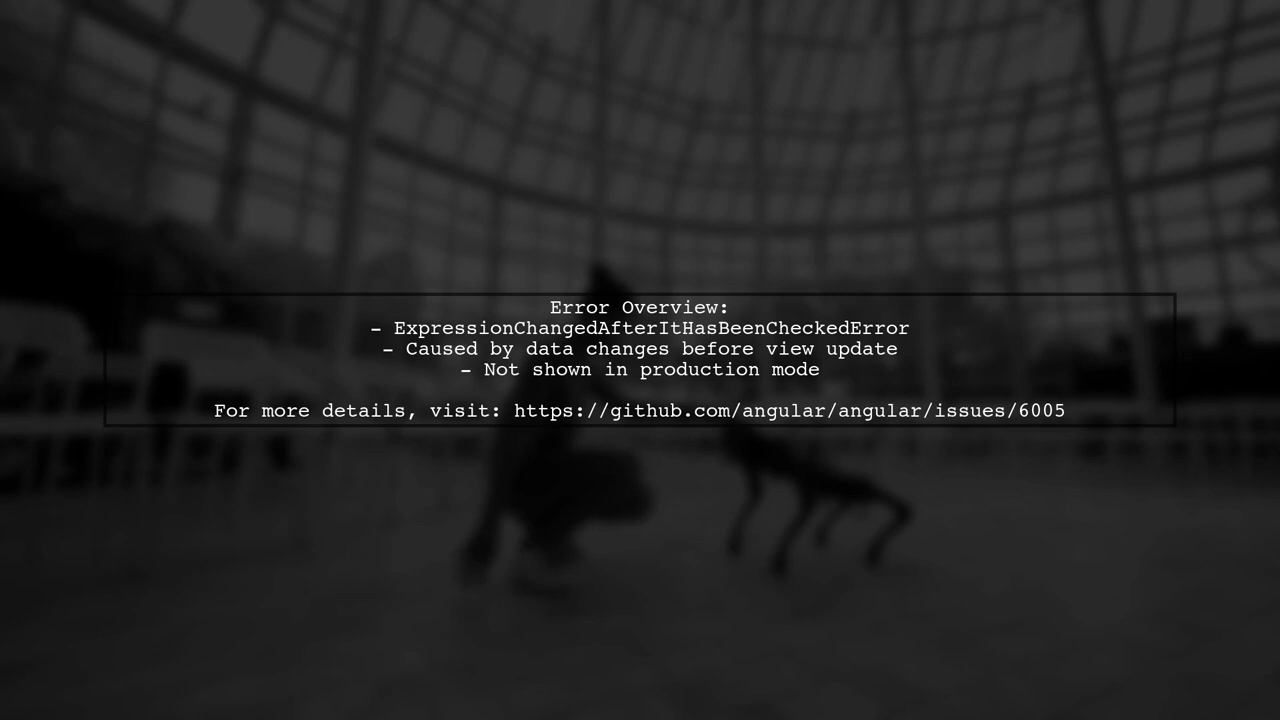 Error Overview:
- ExpressionChangedAfterItHasBeenCheckedError
- Caused by data changes before view update
- Not shown in production mode
For more details, visit: https://github.com/angular/angular/issues/6005